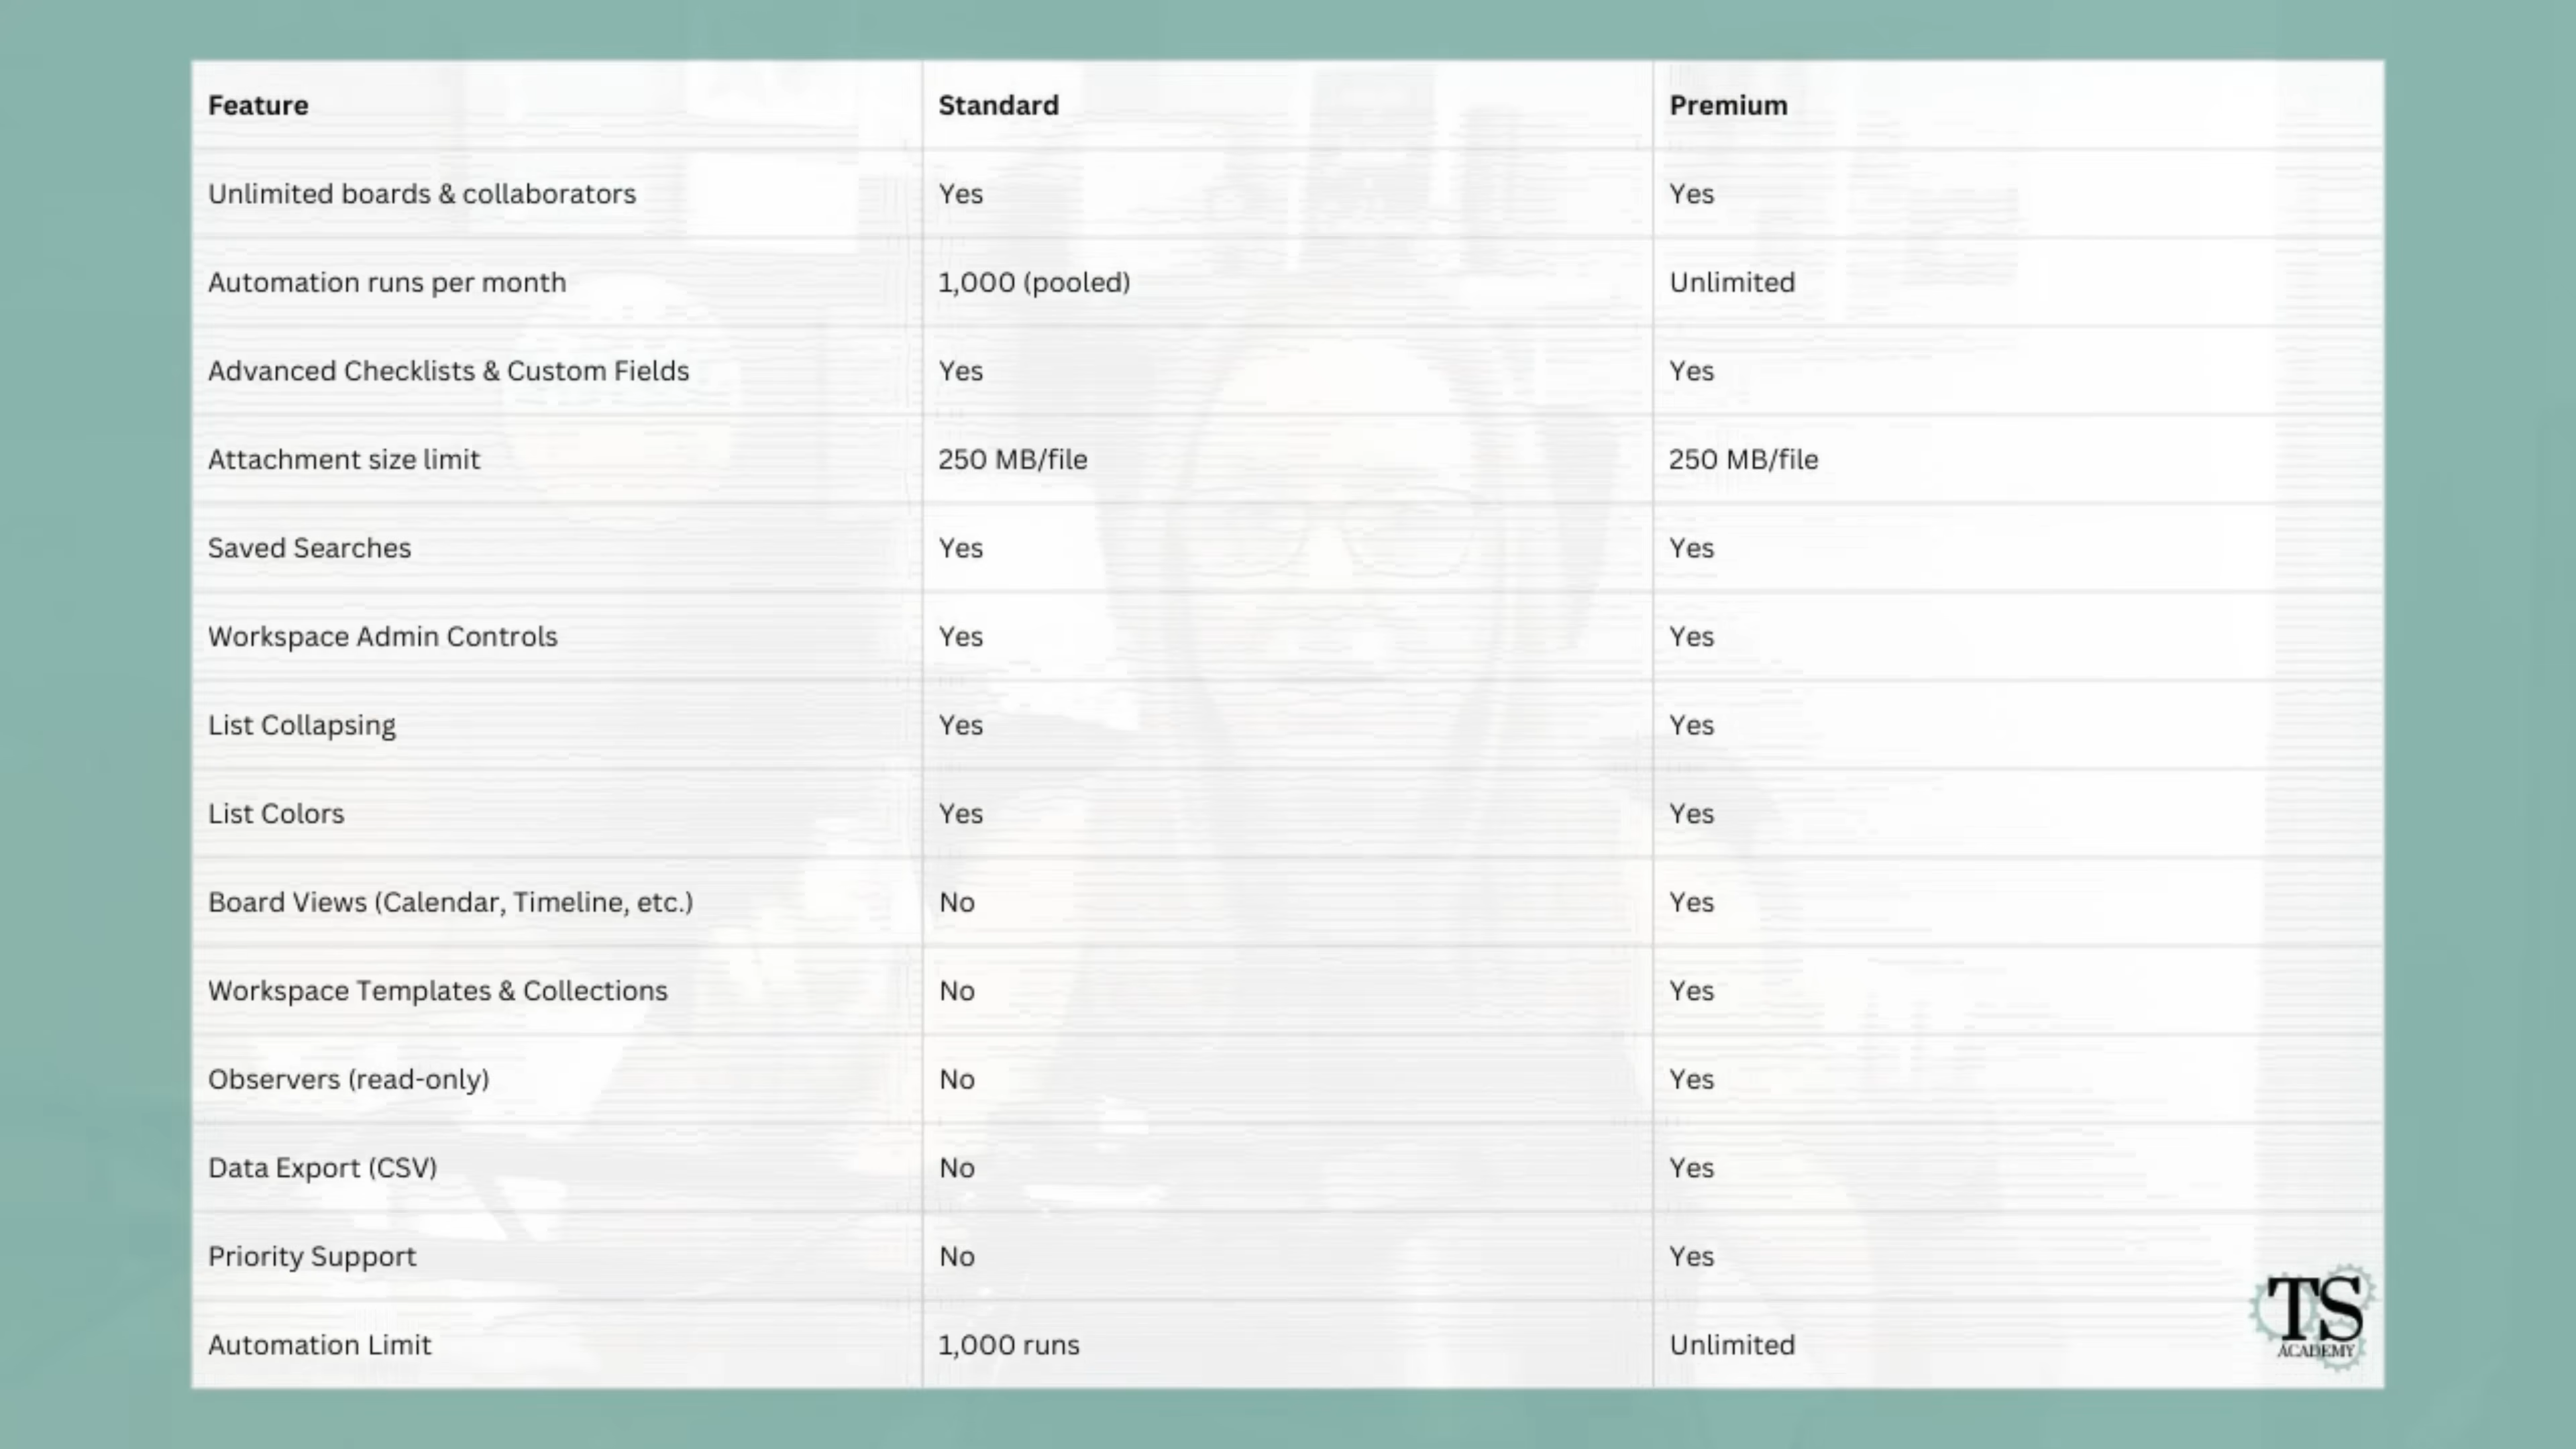 Feature Standard Premium
Unlimited boards & collaborators Yes Yes
Automation runs per month 1,000 (pooled) Unlimited
Advanced Checklists & Custom Fields Yes Yes
Attachment size limit 250 MB/file 250 MB/file
Saved Searches Yes Yes
Workspace Admin Controls Yes Yes
List Collapsing Yes Yes
List Colors Yes Yes
Board Views (Calendar, Timeline, etc.) No Yes
Workspace Templates & Collections No Yes
Observers (read-only) No Yes
Data Export (CSV) No Yes
Priority Support No Yes
Automation Limit 1,000 runs Unlimited
TS
ACADEMY